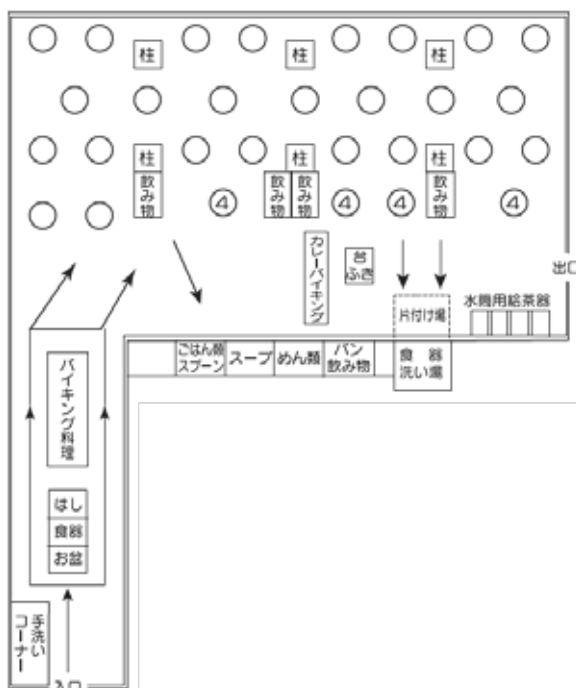 柱
柱
柱
柱
柱
柱
飲み物
飲み物
飲み物
飲み物
④
④
④
④
カレーバイキング
台ふき
出口
片付け場
水筒用給茶器
ごはん類
スプーン
スープ
めん類
パン
飲み物
食器
洗い場
バイキング料理
はし
食器
お盆
手洗い
コーナー
入口